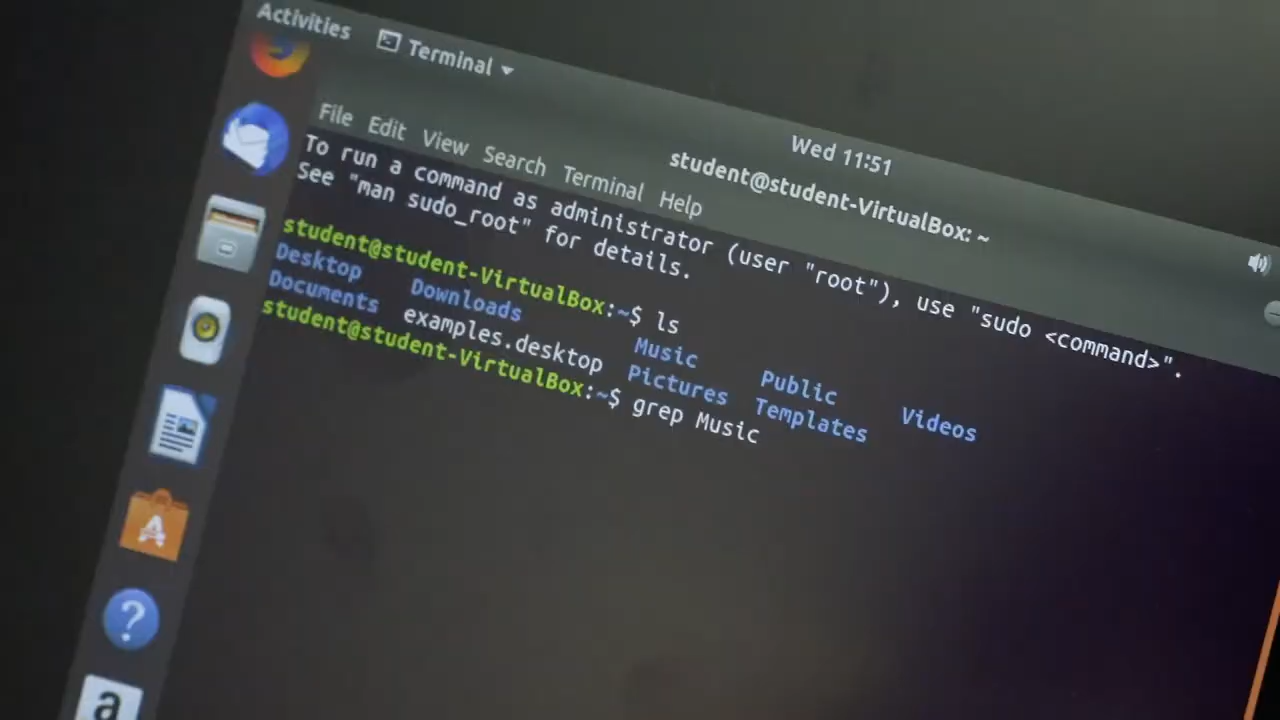 Activities Terminal
Wed 11:51
student@student-VirtualBox: ~
File Edit View Search Terminal Help
To run a command as administrator (user "root"), use "sudo <command>".
See "man sudo_root" for details.
student@student-VirtualBox:~$ ls
Desktop Downloads Music Public Videos
Documents examples.desktop Pictures Templates
student@student-VirtualBox:~$ grep Music
A
?
a